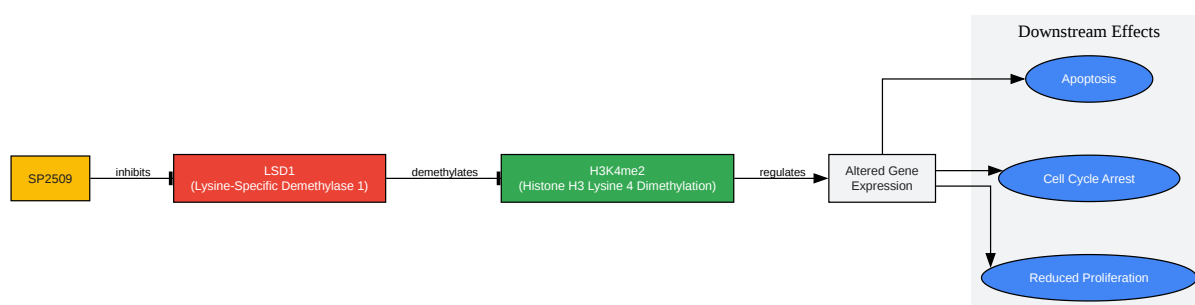 Downstream Effects
Apoptosis
SP2509
inhibits
LSD1
(Lysine-Specific Demethylase 1)
demethylates
H3K4me2
(Histone H3 Lysine 4 Dimethylation)
regulates
Altered Gene
Expression
Cell Cycle Arrest
Reduced Proliferation